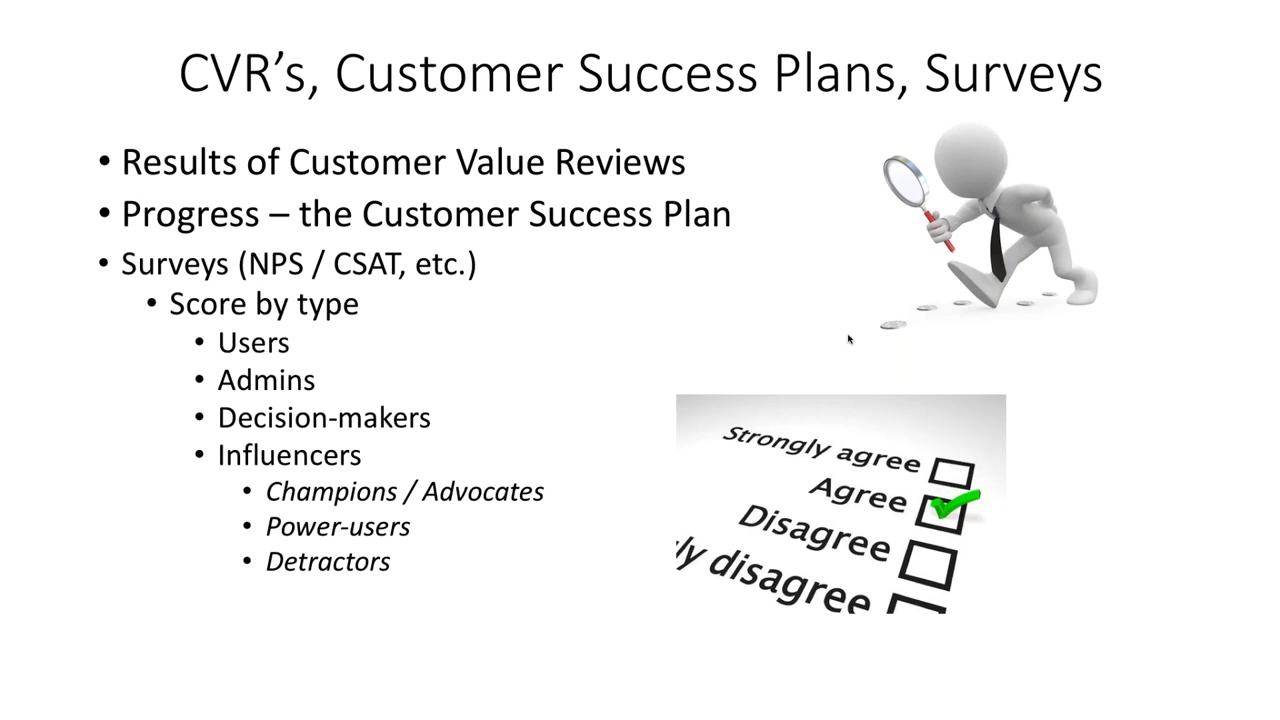 CVR’s, Customer Success Plans, Surveys
• Results of Customer Value Reviews
• Progress – the Customer Success Plan
• Surveys (NPS / CSAT, etc.)
• Score by type
• Users
• Admins
• Decision-makers
• Influencers
• Champions / Advocates
• Power-users
• Detractors
Strongly agree
Agree
Disagree
ly disagree